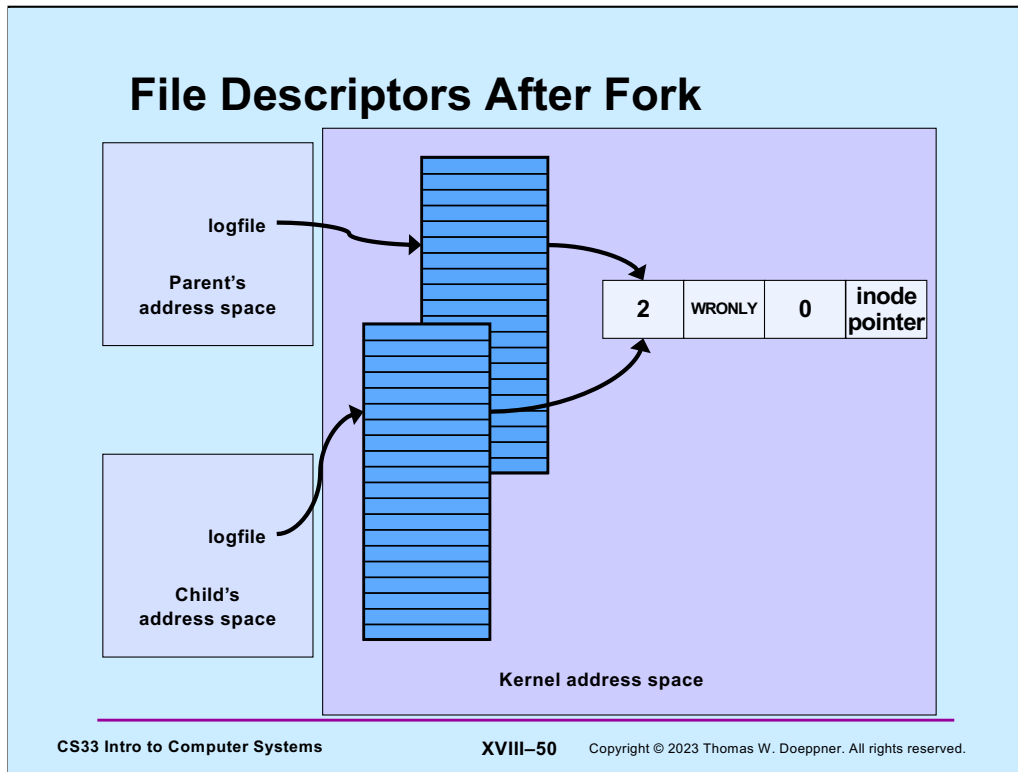 File Descriptors After Fork
logfile
Parent's
address space
2
WRONLY
0
inode
pointer
logfile
Child's
address space
Kernel address space
CS33 Intro to Computer Systems
XVIII–50
Copyright © 2023 Thomas W. Doeppner. All rights reserved.